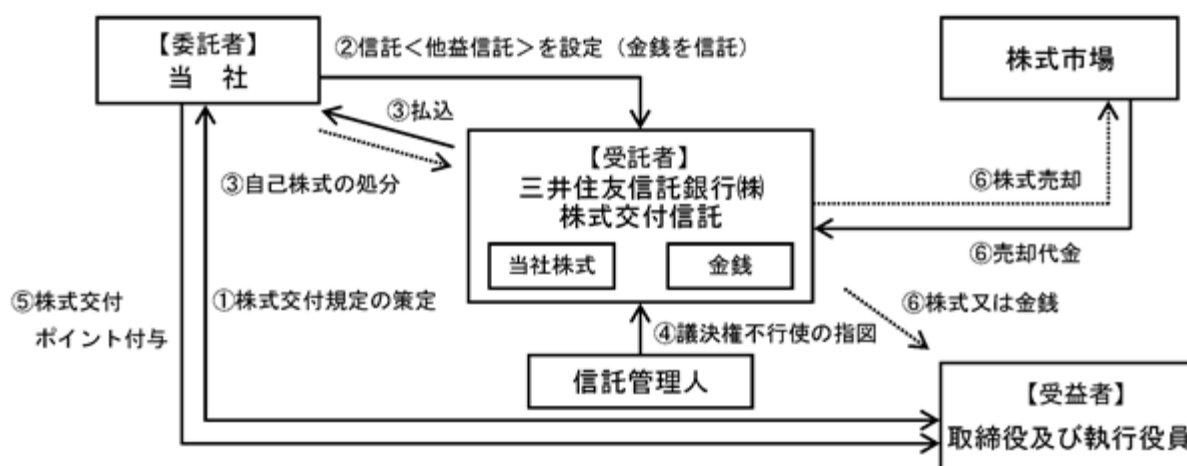 【委託者】
当　社
②信託＜他益信託＞を設定（金銭を信託）
株式市場
③払込
③自己株式の処分
【受託者】
三井住友信託銀行㈱
株式交付信託
当社株式
金銭
⑥株式売却
⑥売却代金
⑤株式交付
ポイント付与
①株式交付規定の策定
⑥株式又は金銭
④議決権不行使の指図
信託管理人
【受益者】
取締役及び執行役員